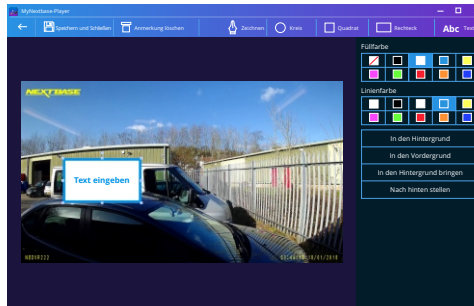 MyNextbase-Player
Speichern und Schließen
Anmerkung löschen
Zeichnen
Kreis
Quadrat
Rechteck
Abc Text
Füllfarbe
NEXTBASE
Linienfarbe
In den Hintergrund
In den Vordergrund
In den Hintergrund bringen
Nach hinten stellen
Text eingeben